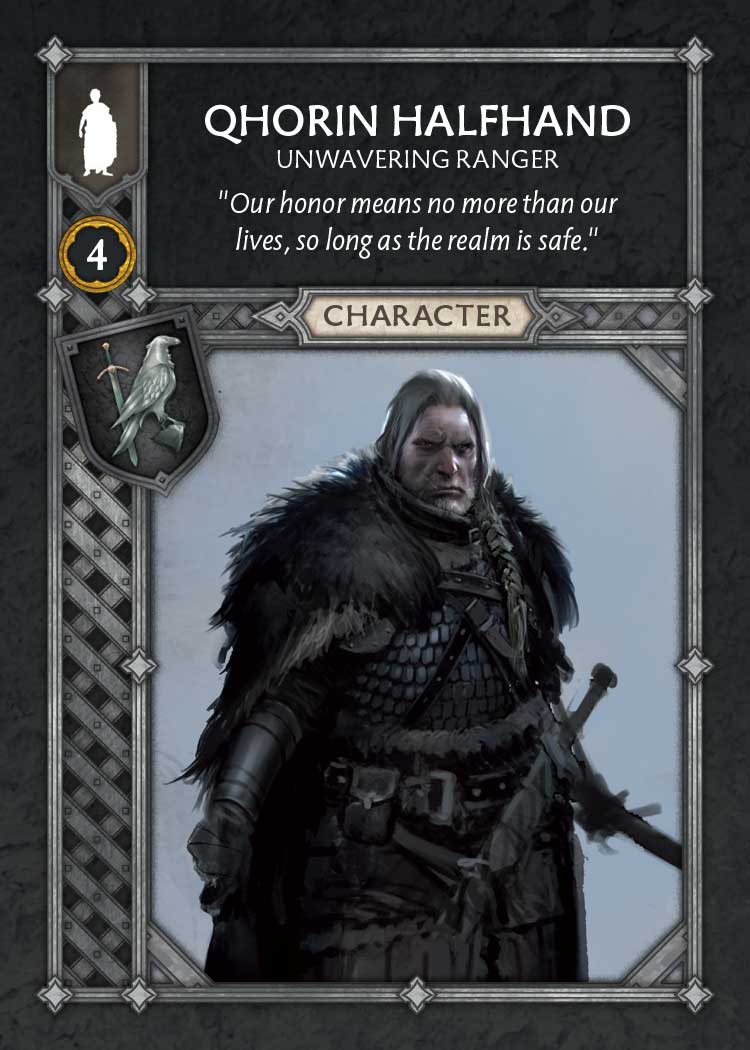 QHORIN HALFHAND
UNWAVERING RANGER
"Our honor means no more than our
lives, so long as the realm is safe."
4
CHARACTER